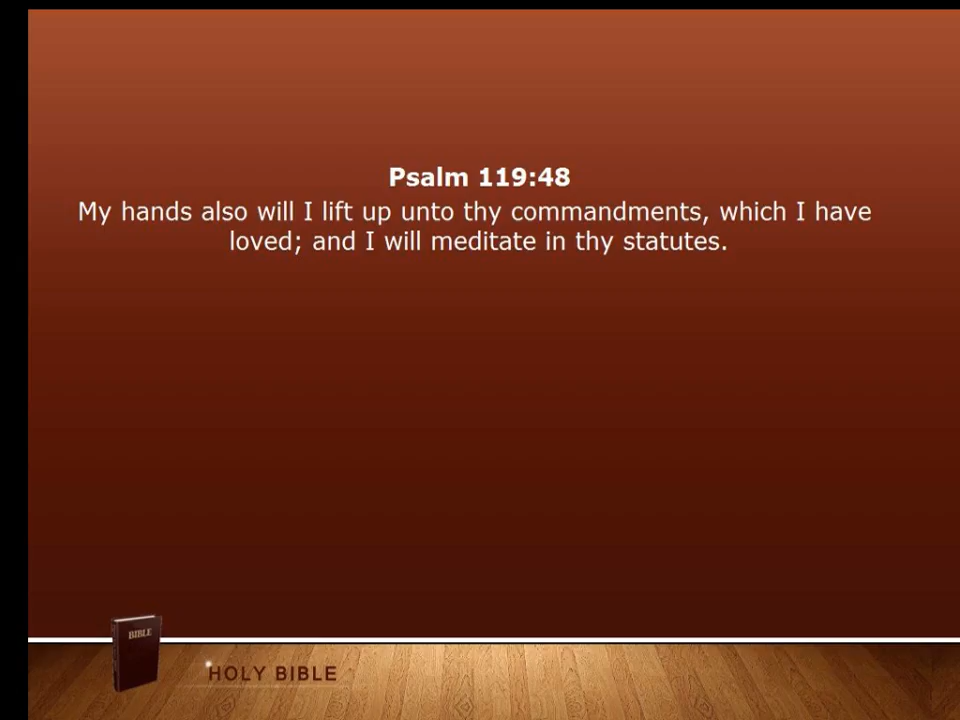 Psalm 119:48
My hands also will I lift up unto thy commandments, which I have
loved; and I will meditate in thy statutes.
BIBLE
HOLY BIBLE